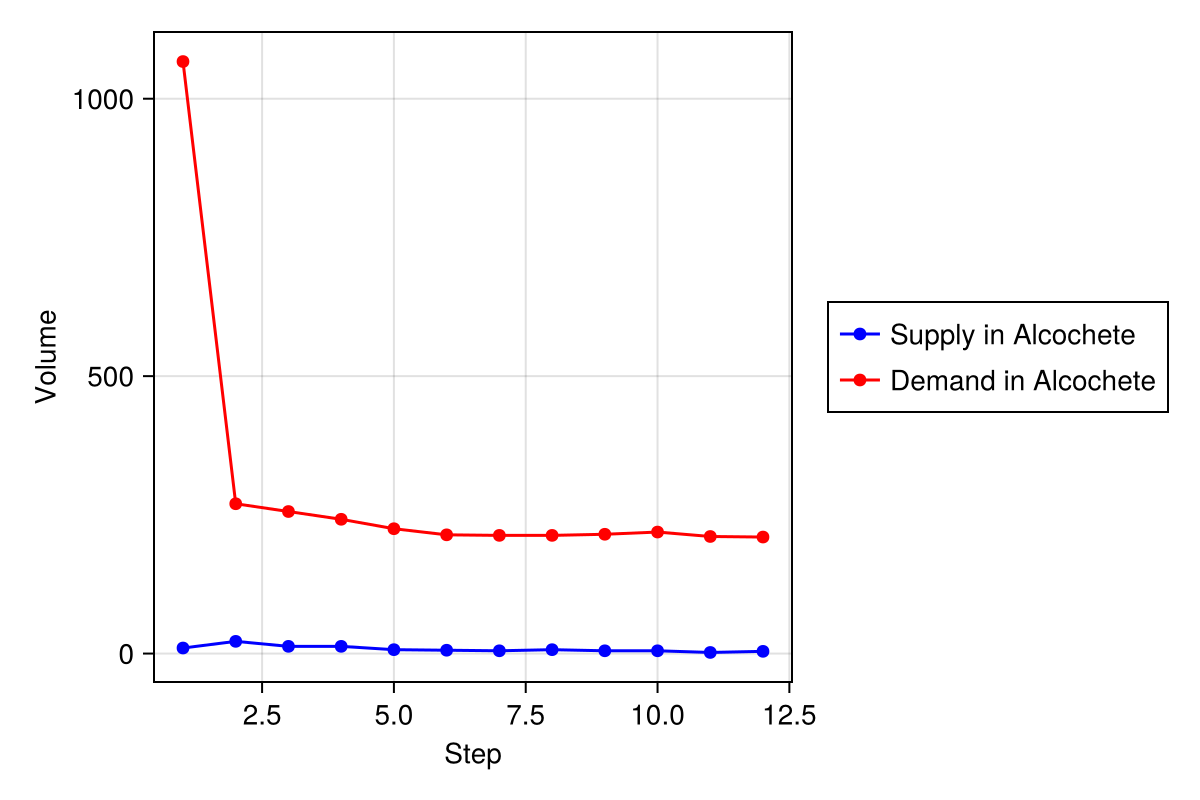 1000
500
0
Volume
2.5 5.0 7.5 10.0 12.5
Step
Supply in Alcochete
Demand in Alcochete